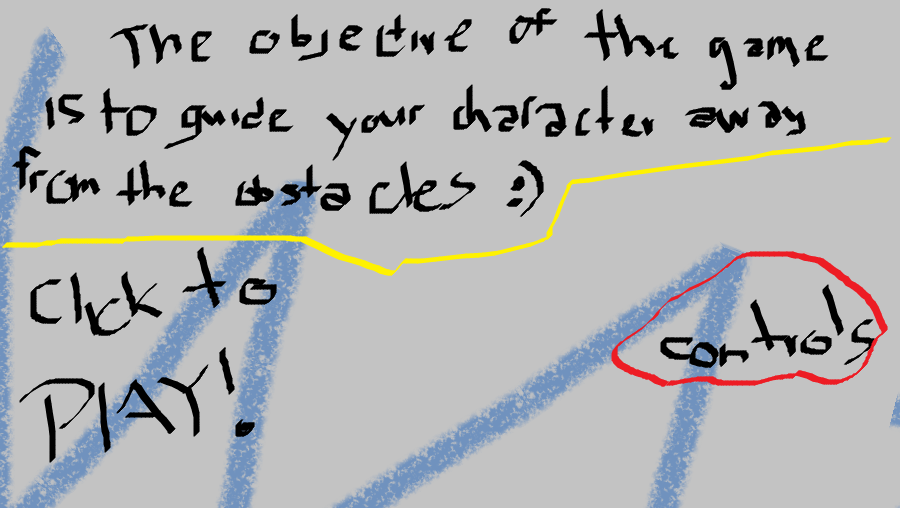 The objective of the game
is to guide your character away
from the obstacles :)
Click to
PLAY!
controls